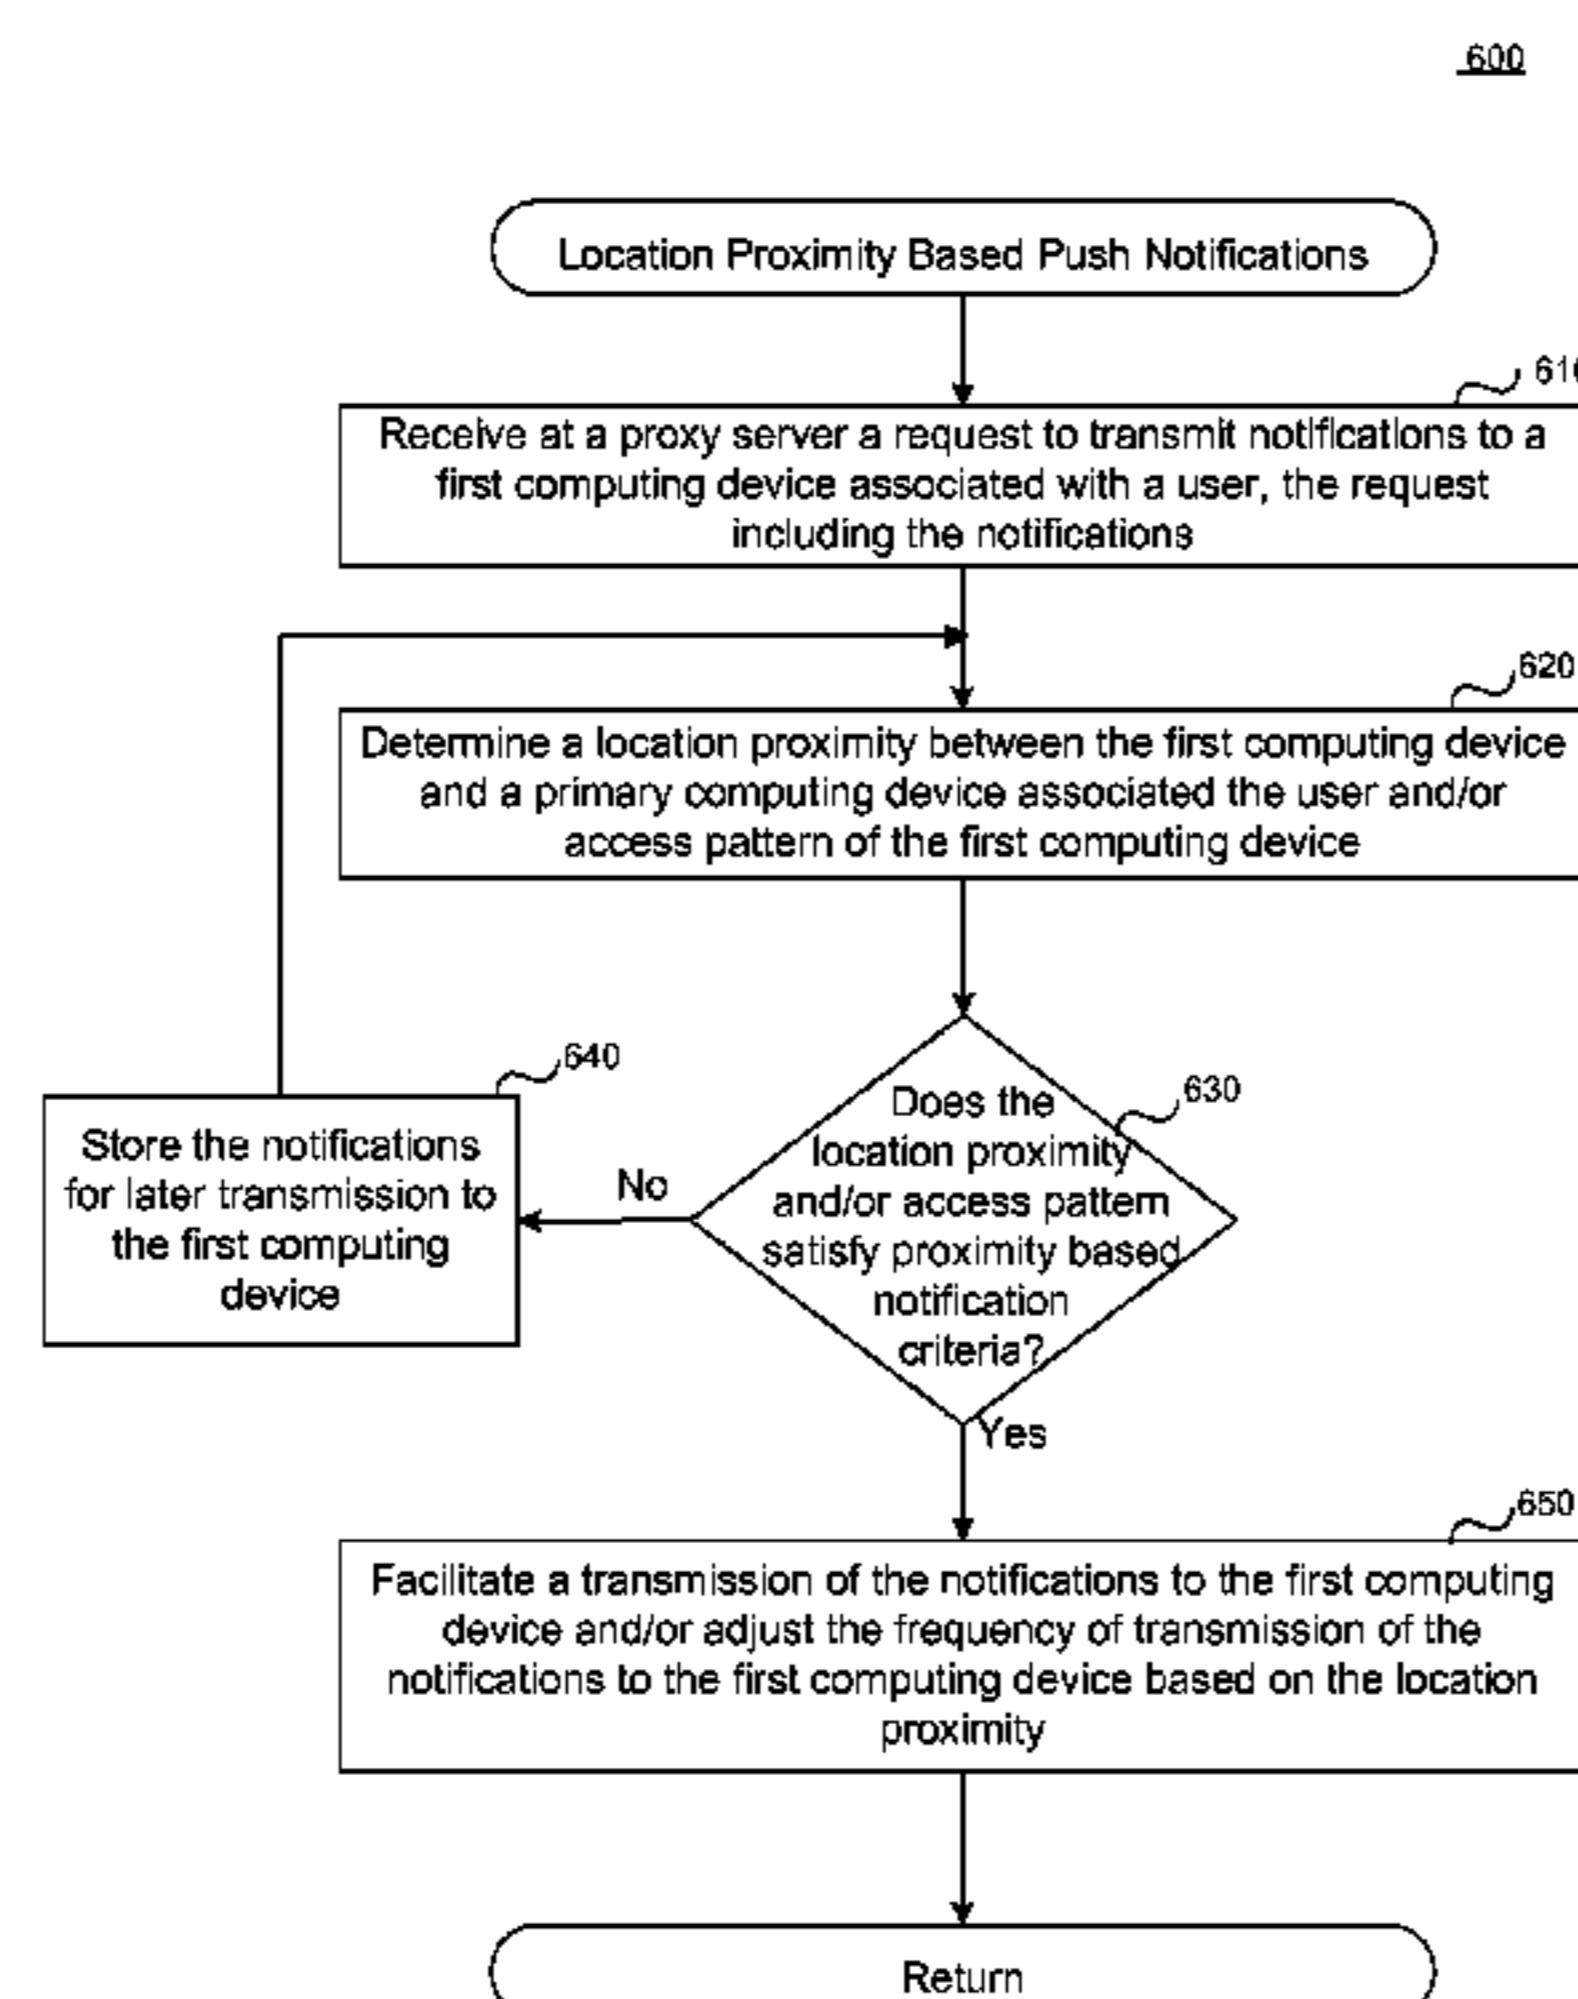 600
Location Proximity Based Push Notifications
Receive at a proxy server a request to transmit notifications to a
first computing device associated with a user, the request
including the notifications
620
Determine a location proximity between the first computing device
and a primary computing device associated the user and/or
access pattern of the first computing device
640
Store the notifications
for later transmission to
the first computing
device
No
630
Does the
location proximity
and/or access pattern
satisfy proximity based
notification
criteria?
Yes
650
Facilitate a transmission of the notifications to the first computing
device and/or adjust the frequency of transmission of the
notifications to the first computing device based on the location
proximity
Return